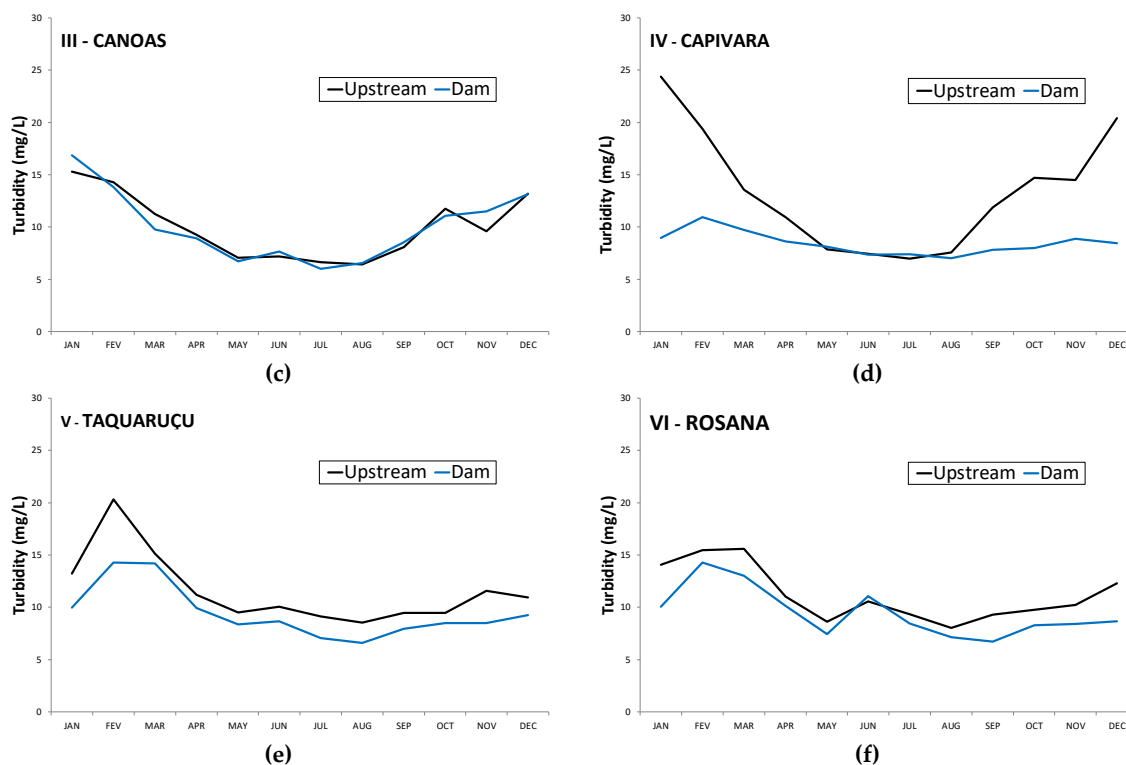 III - CANOAS
Upstream Dam
Turbidity (mg/L)
30
25
20
15
10
5
0
JAN FEV MAR APR MAY JUN JUL AUG SEP OCT NOV DEC
(c)
IV - CAPIVARA
Upstream Dam
Turbidity (mg/L)
30
25
20
15
10
5
0
JAN FEV MAR APR MAY JUN JUL AUG SEP OCT NOV DEC
(d)
V - TAQUARUÇU
Upstream Dam
Turbidity (mg/L)
30
25
20
15
10
5
0
JAN FEV MAR APR MAY JUN JUL AUG SEP OCT NOV DEC
(e)
VI - ROSANA
Upstream Dam
Turbidity (mg/L)
30
25
20
15
10
5
0
JAN FEV MAR APR MAY JUN JUL AUG SEP OCT NOV DEC
(f)